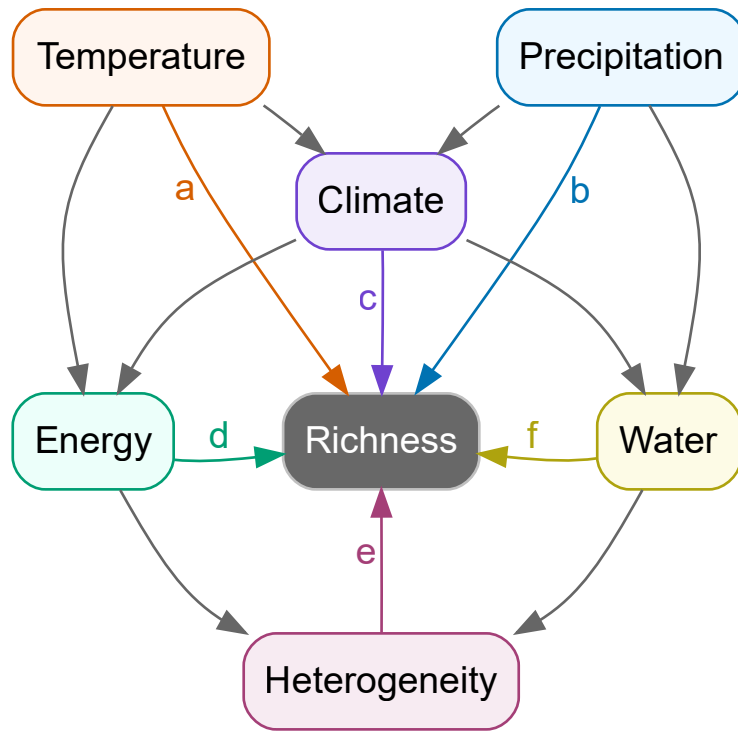 Temperature
Precipitation
a
b
Climate
c
Energy
d
Richness
f
Water
e
Heterogeneity